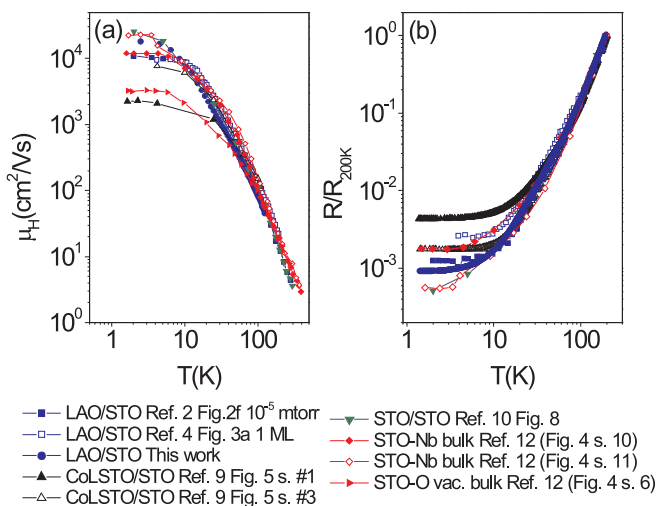 (a)
(b)
10⁴
10³
10²
10¹
10⁰
μH(cm²/Vs)
1
10
100
T(K)
10⁰
10⁻¹
10⁻²
10⁻³
R/R200K
1
10
100
T(K)
LAO/STO Ref. 2 Fig.2f 10⁻⁵ mtorr
LAO/STO Ref. 4 Fig. 3a 1 ML
LAO/STO This work
CoLSTO/STO Ref. 9 Fig. 5 s. #1
CoLSTO/STO Ref. 9 Fig. 5 s. #3
STO/STO Ref. 10 Fig. 8
STO-Nb bulk Ref. 12 (Fig. 4 s. 10)
STO-Nb bulk Ref. 12 (Fig. 4 s. 11)
STO-O vac. bulk Ref. 12 (Fig. 4 s. 6)